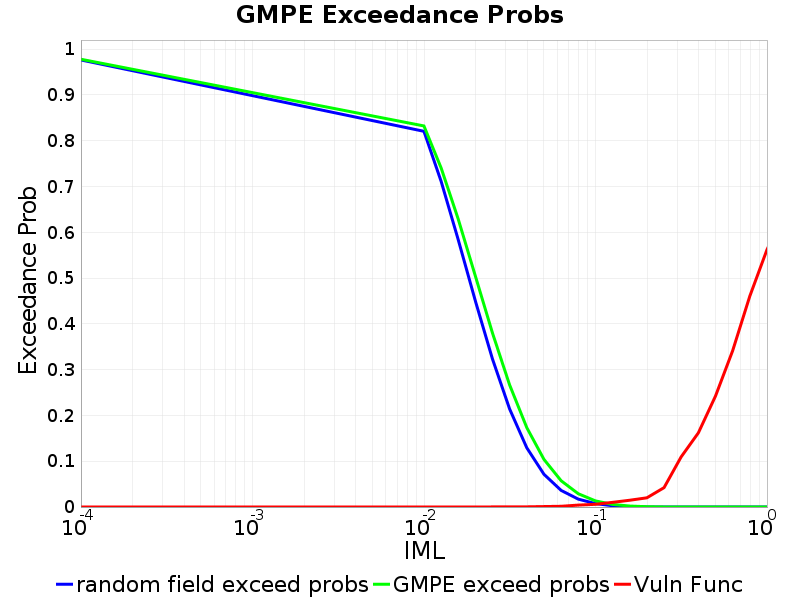 GMPE Exceedance Probs
Exceedance Prob
1
0.9
0.8
0.7
0.6
0.5
0.4
0.3
0.2
0.1
0
10^-4 10^-3 10^-2 10^-1 10^0
IML
random field exceed probs GMPE exceed probs Vuln Func